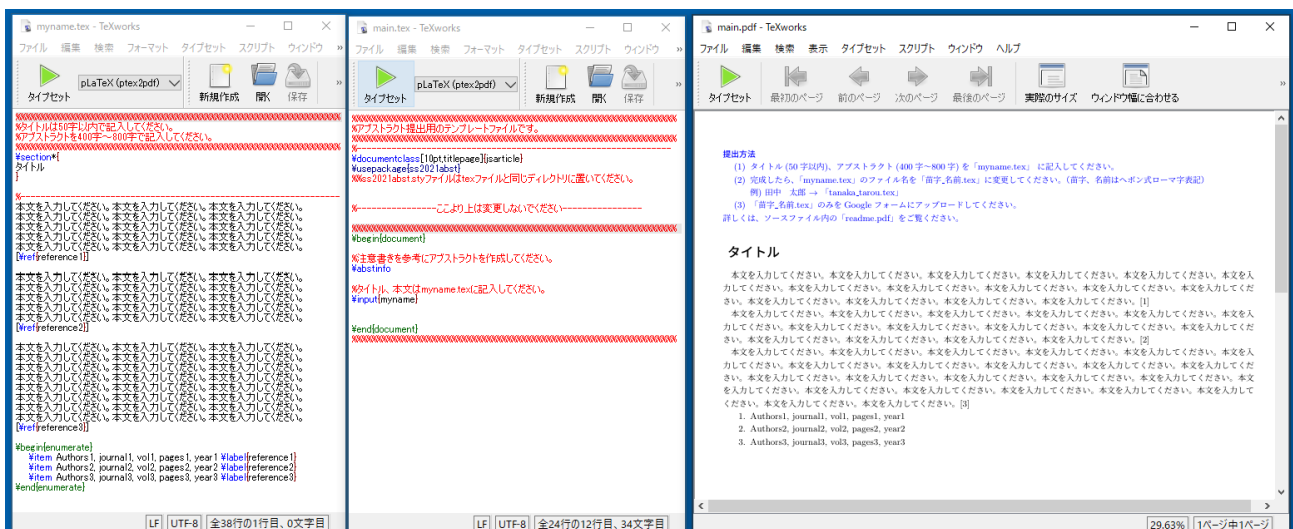 myname.tex - TeXworks
ファイル 編集 検索 フォーマット タイプセット スクリプト ウィンドウ »
タイプセット pLaTeX (ptex2pdf) 新規作成 開く 保存 »
%タイトルは50字以内で記入してください。
%アブストラクトを400字～800字で記入してください。
¥section*{
タイトル
}
%--------------------------------------------------
本文を入力してください。本文を入力してください。本文を入力してください。
本文を入力してください。本文を入力してください。本文を入力してください。
本文を入力してください。本文を入力してください。本文を入力してください。
本文を入力してください。本文を入力してください。本文を入力してください。
本文を入力してください。本文を入力してください。本文を入力してください。
[¥ref{reference1}]
本文を入力してください。本文を入力してください。本文を入力してください。
本文を入力してください。本文を入力してください。本文を入力してください。
本文を入力してください。本文を入力してください。本文を入力してください。
本文を入力してください。本文を入力してください。本文を入力してください。
[¥ref{reference2}]
本文を入力してください。本文を入力してください。本文を入力してください。
本文を入力してください。本文を入力してください。本文を入力してください。
本文を入力してください。本文を入力してください。本文を入力してください。
本文を入力してください。本文を入力してください。本文を入力してください。
本文を入力してください。本文を入力してください。本文を入力してください。
本文を入力してください。本文を入力してください。本文を入力してください。
本文を入力してください。本文を入力してください。本文を入力してください。
[¥ref{reference3}]
¥begin{enumerate}
¥item Authors1, journal1, vol1, pages1, year1 ¥label{reference1}
¥item Authors2, journal2, vol2, pages2, year2 ¥label{reference2}
¥item Authors3, journal3, vol3, pages3, year3 ¥label{reference3}
¥end{enumerate}
LF UTF-8 全38行の1行目、0文字目
main.tex - TeXworks
ファイル 編集 検索 フォーマット タイプセット スクリプト ウィンドウ »
タイプセット pLaTeX (ptex2pdf) 新規作成 開く 保存 »
%アブストラクト提出用のテンプレートファイルです。
%--------------------------------------------------
¥documentclass[10pt,titlepage]{jsarticle}
¥usepackage{ss2021abst}
%%ss2021abst.styファイルはtexファイルと同じディレクトリに置いてください。
%----------------ここより上は変更しないでください----------------
¥begin{document}
%注意書きを参考にアブストラクトを作成してください。
¥abstinfo
%タイトル、本文はmyname.texに記入してください。
¥input{myname}
¥end{document}
LF UTF-8 全24行の12行目、34文字目
main.pdf - TeXworks
ファイル 編集 検索 表示 タイプセット スクリプト ウィンドウ ヘルプ
タイプセット 最初のページ 前のページ 次のページ 最後のページ 実際のサイズ ウィンドウ幅に合わせる »
提出方法
(1) タイトル (50 字以内)、アブストラクト (400 字～800 字) を「myname.tex」 に記入してください。
(2) 完成したら、「myname.tex」のファイル名を「苗字_名前.tex」に変更してください。(苗字、名前はヘボン式ローマ字表記)
例) 田中 太郎 → 「tanaka_tarou.tex」
(3) 「苗字_名前.tex」のみを Google フォームにアップロードしてください。
詳しくは、ソースファイル内の「readme.pdf」をご覧ください。
タイトル
本文を入力してください。本文を入力してください。本文を入力してください。本文を入力してください。本文を入力してください。本文を入
力してください。本文を入力してください。本文を入力してください。本文を入力してください。本文を入力してください。本文を入力してくだ
さい。本文を入力してください。本文を入力してください。本文を入力してください。本文を入力してください。[1]
本文を入力してください。本文を入力してください。本文を入力してください。本文を入力してください。本文を入力してください。本文を入
力してください。本文を入力してください。本文を入力してください。本文を入力してください。本文を入力してください。本文を入力してくだ
さい。本文を入力してください。本文を入力してください。本文を入力してください。本文を入力してください。[2]
本文を入力してください。本文を入力してください。本文を入力してください。本文を入力してください。本文を入力してください。本文を入
力してください。本文を入力してください。本文を入力してください。本文を入力してください。本文を入力してください。本文を入力してくだ
さい。本文を入力してください。本文を入力してください。本文を入力してください。本文を入力してください。本文を入力してください。本文
を入力してください。本文を入力してください。本文を入力してください。本文を入力してください。本文を入力してください。本文を入力して
ください。本文を入力してください。本文を入力してください。[3]
1. Authors1, journal1, vol1, pages1, year1
2. Authors2, journal2, vol2, pages2, year2
3. Authors3, journal3, vol3, pages3, year3
29.63% 1ページ中1ページ